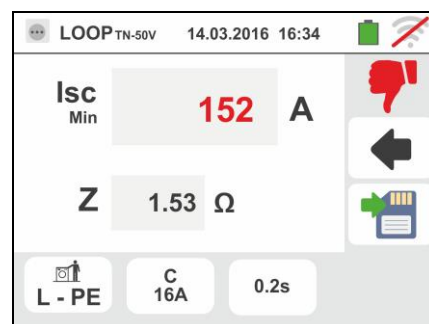 LOOP TN-50V 14.03.2016 16:34
Isc
Min
152 A
Z 1.53 Ω
L - PE
C
16A
0.2s